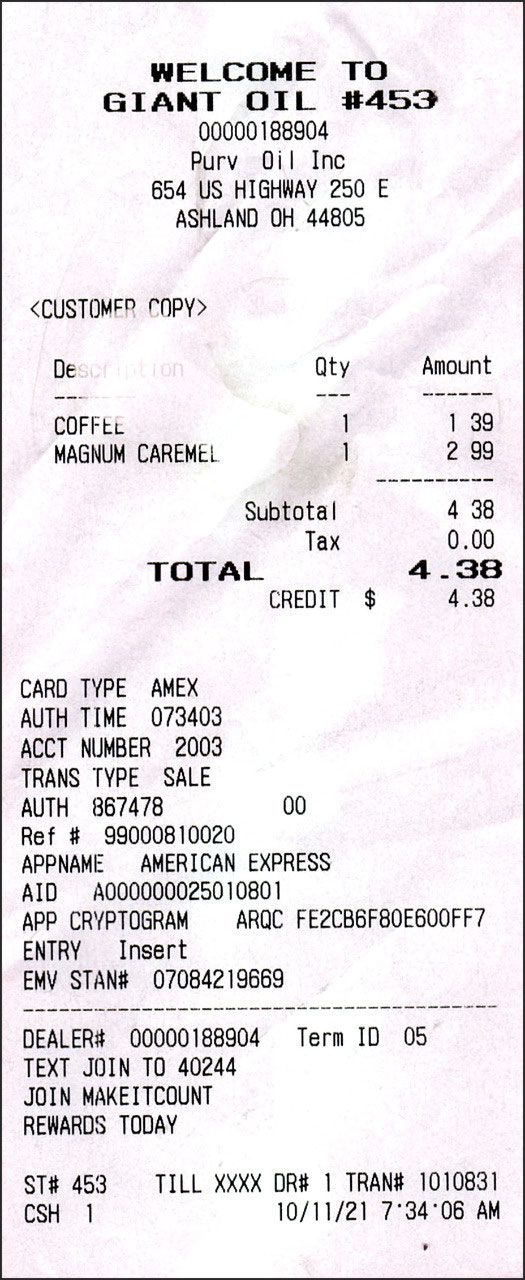 WELCOME TO
GIANT OIL #453
00000188904
Purv Oil Inc
654 US HIGHWAY 250 E
ASHLAND OH 44805
<CUSTOMER COPY>
Description Qty Amount
----- --- ------
COFFEE 1 1 39
MAGNUM CAREMEL 1 2 99
----------
Subtotal 4 38
Tax 0.00
TOTAL 4.38
CREDIT $ 4.38
CARD TYPE AMEX
AUTH TIME 073403
ACCT NUMBER 2003
TRANS TYPE SALE
AUTH 867478 00
Ref # 99000810020
APPNAME AMERICAN EXPRESS
AID A000000025010801
APP CRYPTOGRAM ARQC FE2CB6F80E600FF7
ENTRY Insert
EMV STAN# 07084219669
----------------------------------------
DEALER# 00000188904 Term ID 05
TEXT JOIN TO 40244
JOIN MAKEITCOUNT
REWARDS TODAY
ST# 453 TILL XXXX DR# 1 TRAN# 1010831
CSH 1 10/11/21 7:34:06 AM